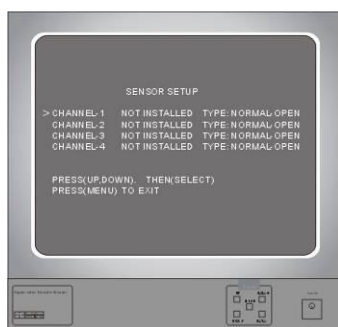 SENSOR SETUP
> CHANNEL-1 NOT INSTALLED TYPE: NORMAL-OPEN
CHANNEL-2 NOT INSTALLED TYPE: NORMAL-OPEN
CHANNEL-3 NOT INSTALLED TYPE: NORMAL-OPEN
CHANNEL-4 NOT INSTALLED TYPE: NORMAL-OPEN
PRESS(UP,DOWN). THEN(SELECT)
PRESS(MENU) TO EXIT